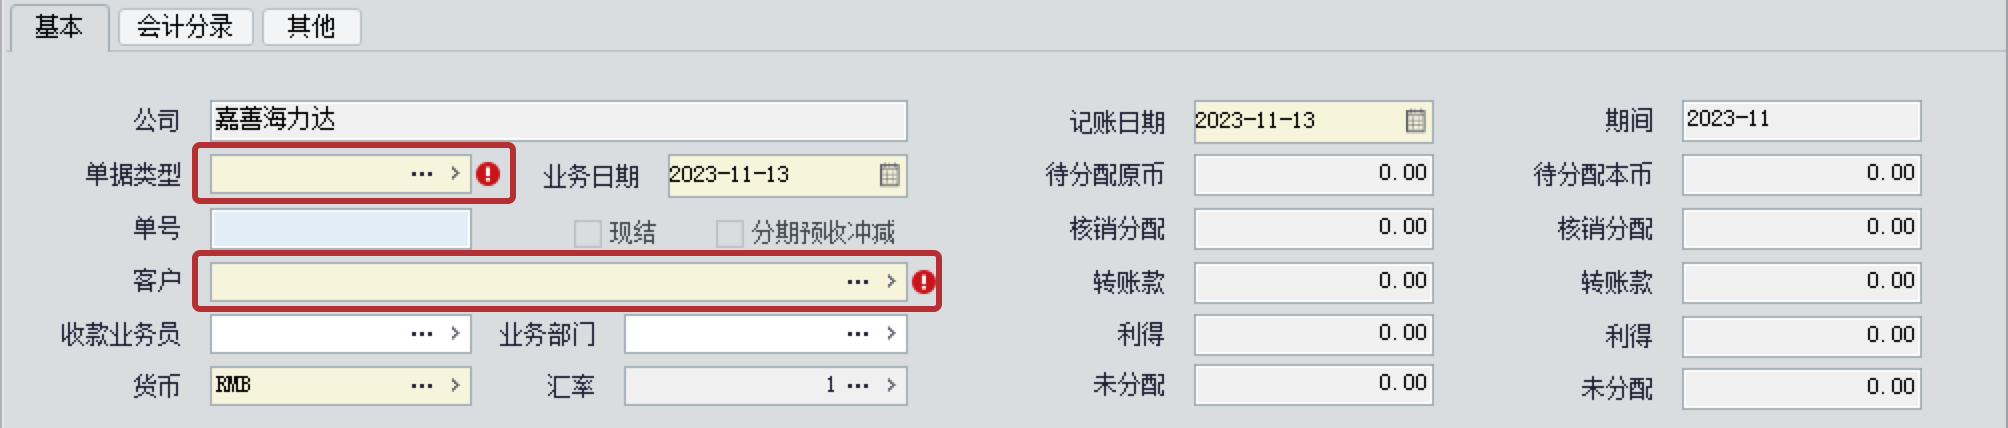 基本 会计分录 其他
公司 嘉善海力达 记账日期 2023-11-13 期间 2023-11
单据类型 ... > 业务日期 2023-11-13 待分配原币 0.00 待分配本币 0.00
单号 现结 分期预收冲减 核销分配 0.00 核销分配 0.00
客户 ... > 转账款 0.00 转账款 0.00
收款业务员 ... > 业务部门 ... > 利得 0.00 利得 0.00
货币 RMB ... > 汇率 1 ... > 未分配 0.00 未分配 0.00